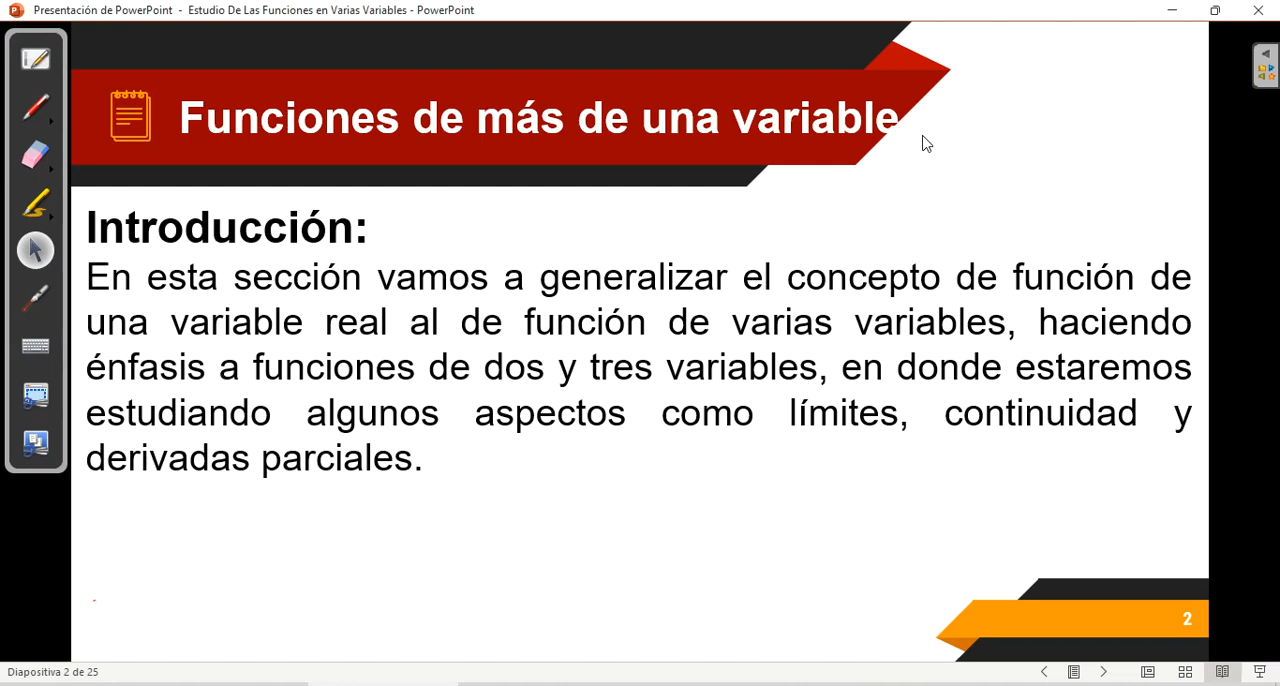 Presentación de PowerPoint - Estudio De Las Funciones en Varias Variables - PowerPoint
Funciones de más de una variable
Introducción:
En esta sección vamos a generalizar el concepto de función de
una variable real al de función de varias variables, haciendo
énfasis a funciones de dos y tres variables, en donde estaremos
estudiando algunos aspectos como límites, continuidad y
derivadas parciales.
2
Diapositiva 2 de 25